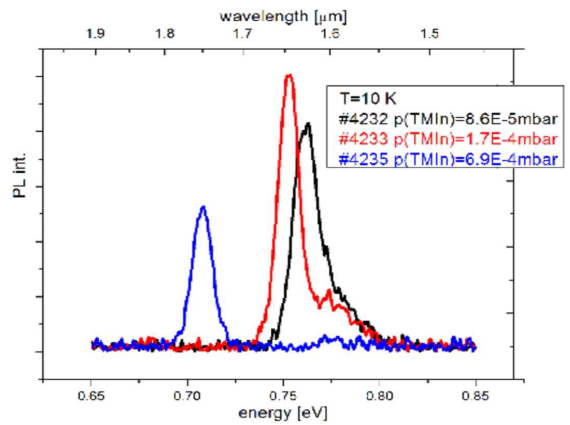 wavelength [µm]
1.9 1.8 1.7 1.6 1.5
PL int.
T=10 K
#4232 p(TMIn)=8.6E-5mbar
#4233 p(TMIn)=1.7E-4mbar
#4235 p(TMIn)=6.9E-4mbar
0.65 0.70 0.75 0.80 0.85
energy [eV]